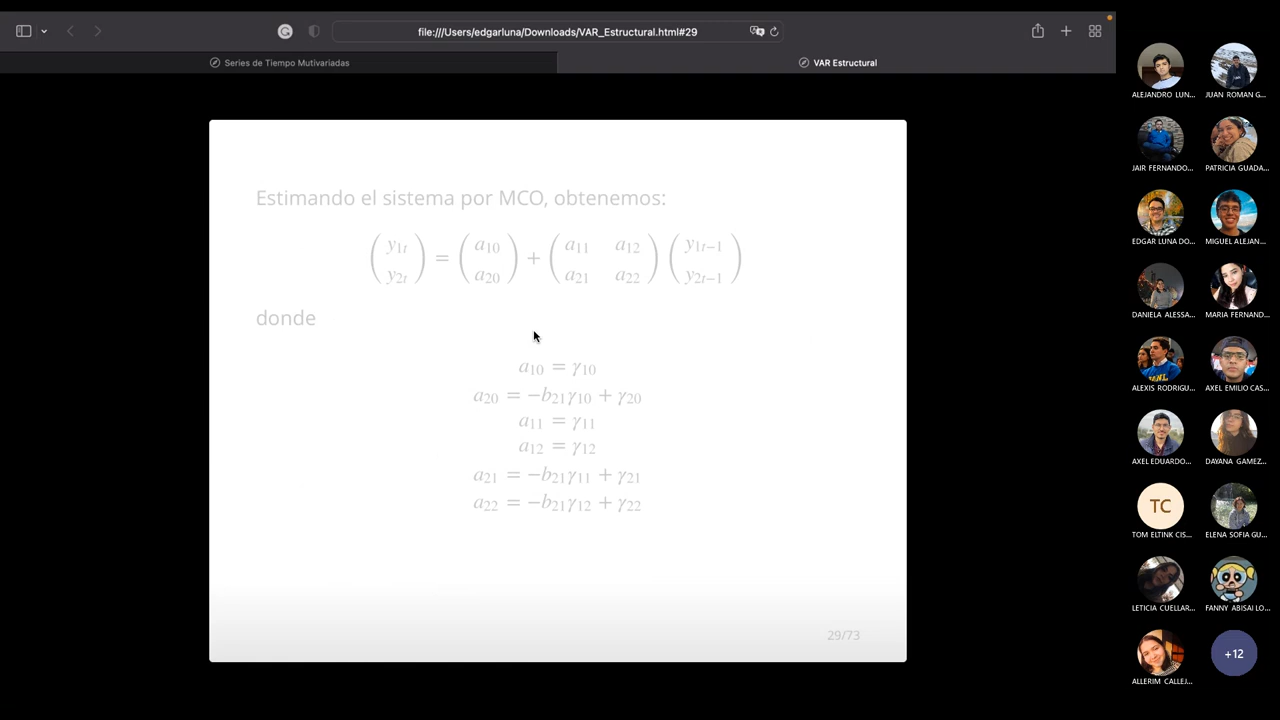 file:///Users/edgarluna/Downloads/VAR_Estructural.html#29
Series de Tiempo Mutivariadas
VAR Estructural
Estimando el sistema por MCO, obtenemos:
(y1t y2t) = (a10 a20) + (a11 a12 a21 a22) (y1t−1 y2t−1)
donde
a10 = γ10
a20 = −b21γ10 + γ20
a11 = γ11
a12 = γ12
a21 = −b21γ11 + γ21
a22 = −b21γ12 + γ22
29/73
ALEJANDRO LUN...
JUAN ROMAN G...
JAIR FERNANDO...
PATRICIA GUADA...
EDGAR LUNA DO...
MIGUEL ALEJAN...
DANIELA ALESSA...
MARIA FERNAND...
ALEXIS RODRIGU...
AXEL EMILIO CAS...
AXEL EDUARDO...
DAYANA GAMEZ...
TC
TOM ELTINK CIS...
ELENA SOFIA GU...
LETICIA CUELLAR...
FANNY ABISAI LO...
ALLERIM CALLEJ...
+12